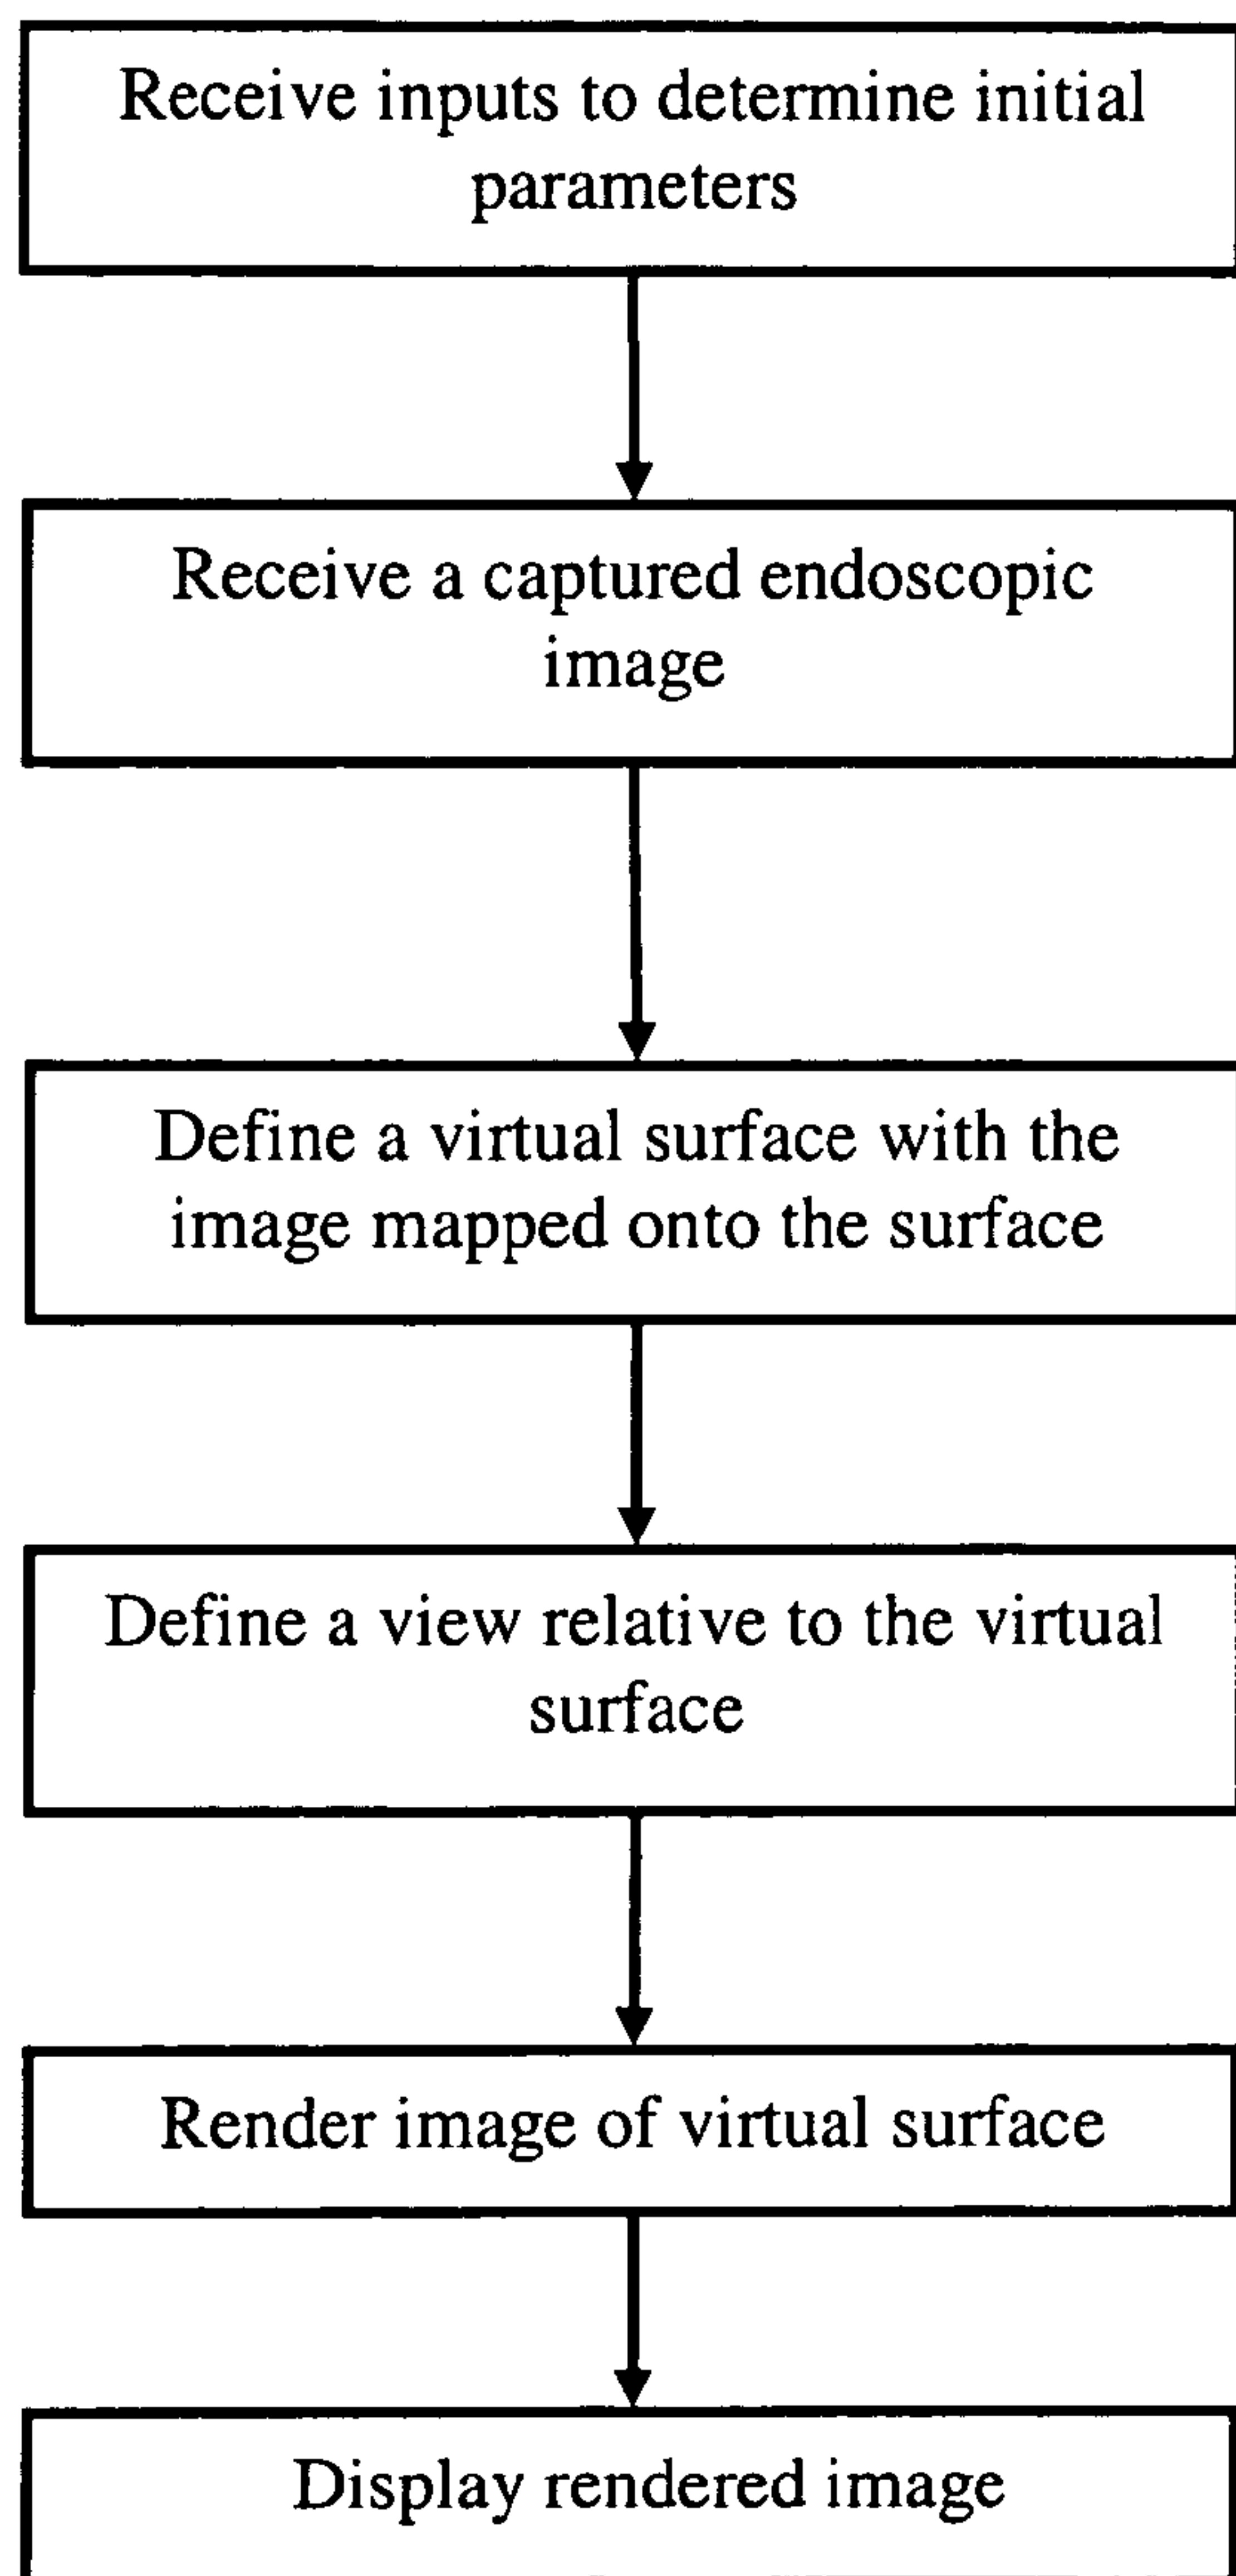 Receive inputs to determine initial
parameters
Receive a captured endoscopic
image
Define a virtual surface with the
image mapped onto the surface
Define a view relative to the virtual
surface
Render image of virtual surface
Display rendered image